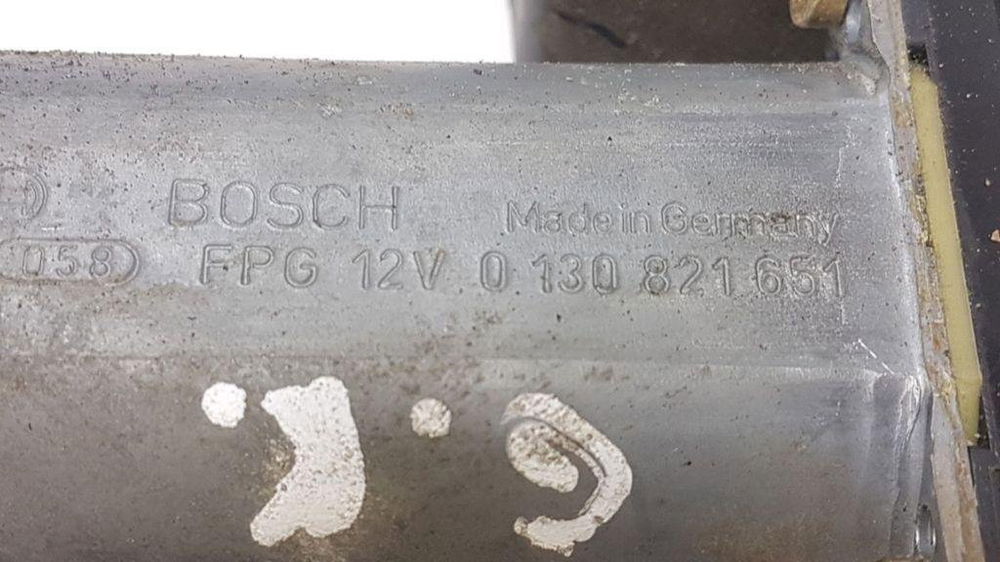 BOSCH Made in Germany
058 FPG 12V 0 130 821 651